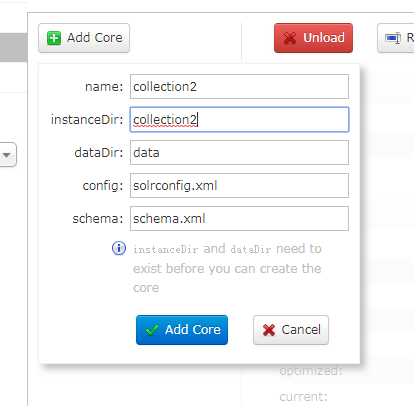 Add Core
Unload
R
name: collection2
instanceDir: collection2
dataDir: data
config: solrconfig.xml
schema: schema.xml
instanceDir and dataDir need to
exist before you can create the
core
Add Core
Cancel
optimized:
current: